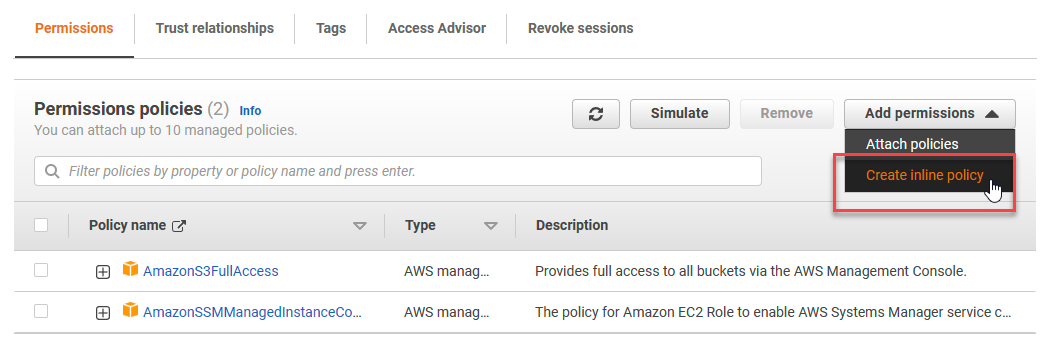 Permissions Trust relationships Tags Access Advisor Revoke sessions
Permissions policies (2) Info
You can attach up to 10 managed policies.
Simulate Remove Add permissions
Attach policies
Create inline policy
Filter policies by property or policy name and press enter.
Policy name Type Description
AmazonS3FullAccess AWS manag... Provides full access to all buckets via the AWS Management Console.
AmazonSSMManagedInstanceCo... AWS manag... The policy for Amazon EC2 Role to enable AWS Systems Manager service c...